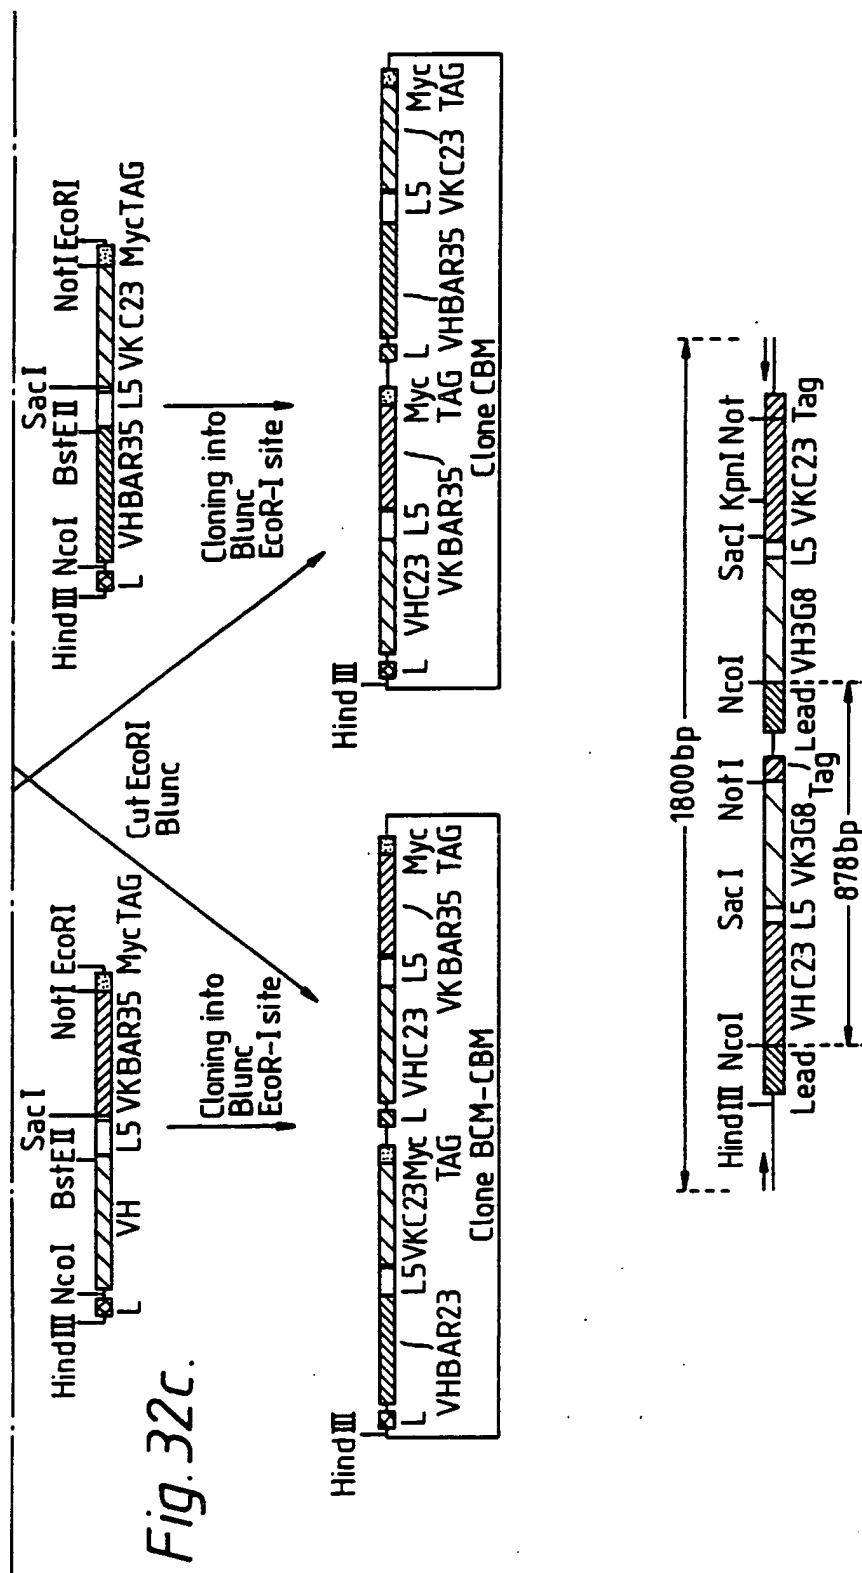 Fig. 32c.
HindIII NcoI BstEII SacI NotI EcoRI
L VH L5 VKBAR35 MycTAG
HindIII NcoI BstEII SacI NotI EcoRI
L VHBAR35 L5 VKC23 MycTAG
Cloning into
Blunc
EcoR-I site
Cut EcoRI
Blunc
Cloning into
Blunc
EcoR-I site
HindIII
L VHBAR23 L5 VKC23 Myc TAG L VHC23 L5 VKBAR35 Myc TAG
Clone BCM-CBM
HindIII
L VHC23 L5 VKBAR35 Myc TAG L VHBAR35 L5 VKC23 Myc TAG
Clone CBM
1800bp
HindIII NcoI SacI NotI NcoI SacI KpnI Not
Lead VHC23 L5 VK3G8 Tag Lead VH3G8 L5 VKC23 Tag
878bp